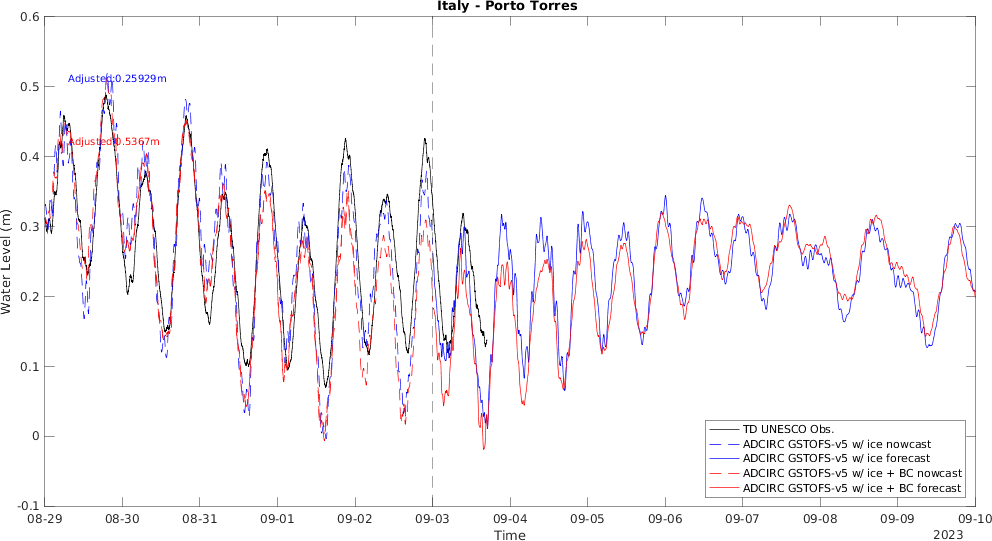 Italy - Porto Torres
Water Level (m)
0.6
0.5
0.4
0.3
0.2
0.1
0
-0.1
Adjusted:0.25929m
Adjusted:0.5367m
TD UNESCO Obs.
ADCIRC GSTOFS-v5 w/ ice nowcast
ADCIRC GSTOFS-v5 w/ ice forecast
ADCIRC GSTOFS-v5 w/ ice + BC nowcast
ADCIRC GSTOFS-v5 w/ ice + BC forecast
08-29 08-30 08-31 09-01 09-02 09-03 09-04 09-05 09-06 09-07 09-08 09-09 09-10
Time
2023